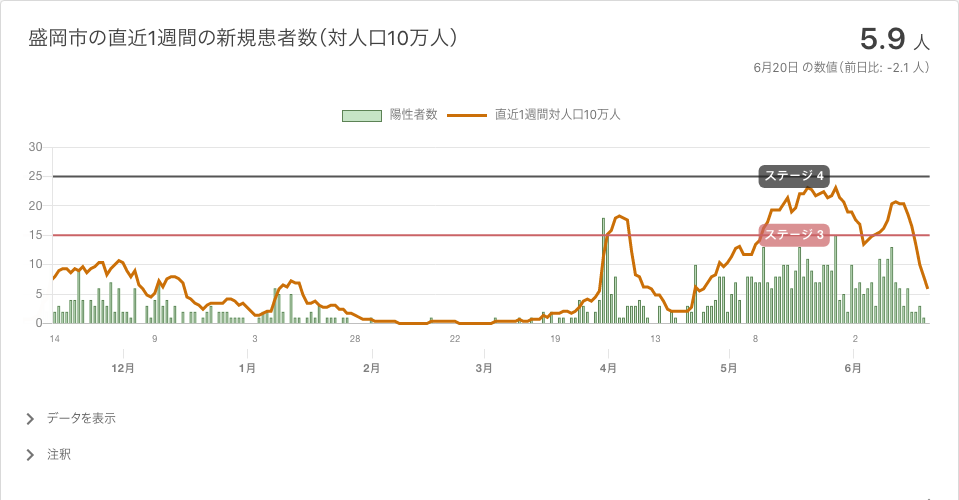 盛岡市の直近1週間の新規患者数（対人口10万人）
5.9 人
6月20日 の数値（前日比: -2.1 人）
陽性者数 直近1週間対人口10万人
30
25
ステージ 4
20
15
ステージ 3
10
5
0
14 9 3 28 22 19 13 8 2
12月 1月 2月 3月 4月 5月 6月
データを表示
注釈